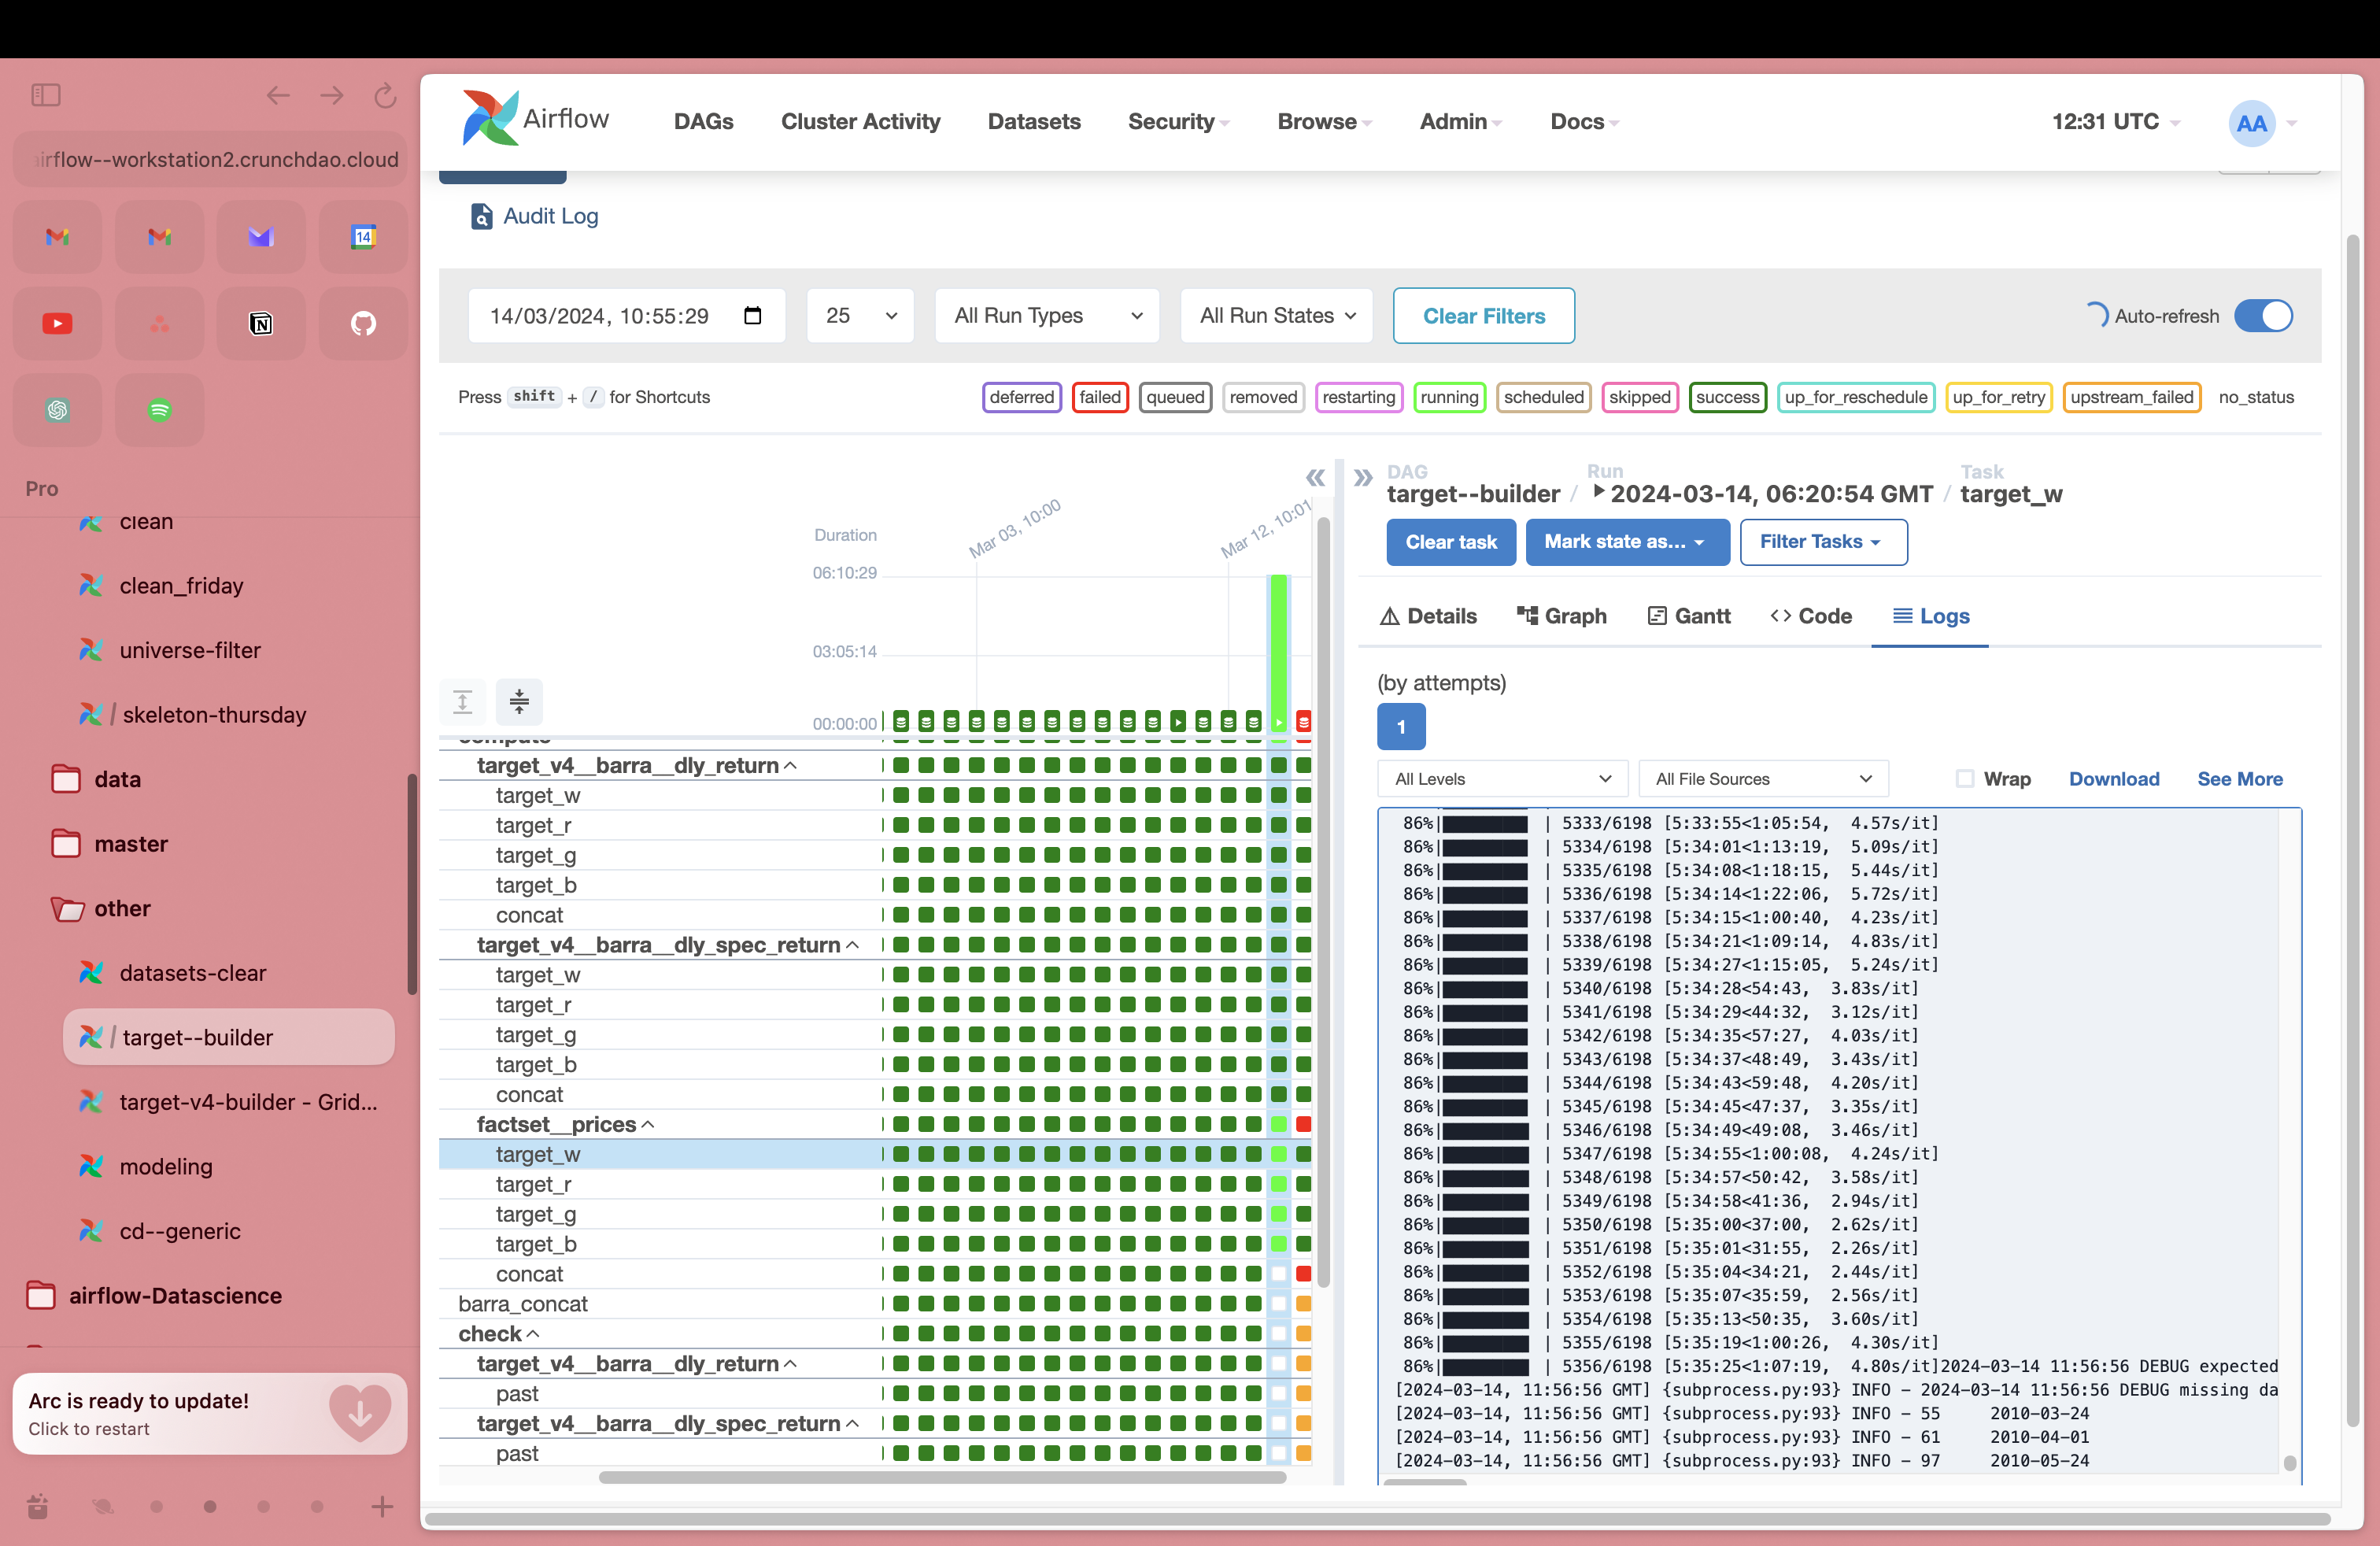 airflow--workstation2.crunchdao.cloud
14
Pro
clean
clean_friday
universe-filter
/ skeleton-thursday
data
master
other
datasets-clear
/ target--builder
target-v4-builder - Grid...
modeling
cd--generic
airflow-Datascience
Arc is ready to update!
Click to restart
Airflow
DAGs
Cluster Activity
Datasets
Security
Browse
Admin
Docs
12:31 UTC
AA
Audit Log
14/03/2024, 10:55:29
25
All Run Types
All Run States
Clear Filters
Auto-refresh
Press shift + / for Shortcuts
deferred
failed
queued
removed
restarting
running
scheduled
skipped
success
up_for_reschedule
up_for_retry
upstream_failed
no_status
Duration
06:10:29
03:05:14
00:00:00
Mar 03, 10:00
Mar 12, 10:01
compute
target_v4__barra__dly_return
target_w
target_r
target_g
target_b
concat
target_v4__barra__dly_spec_return
target_w
target_r
target_g
target_b
concat
factset__prices
target_w
target_r
target_g
target_b
concat
barra_concat
check
target_v4__barra__dly_return
past
target_v4__barra__dly_spec_return
past
DAG
target--builder
/
Run
2024-03-14, 06:20:54 GMT
/
Task
target_w
Clear task
Mark state as...
Filter Tasks
Details
Graph
Gantt
Code
Logs
(by attempts)
1
All Levels
All File Sources
Wrap
Download
See More
86%| | 5333/6198 [5:33:55<1:05:54, 4.57s/it]
86%| | 5334/6198 [5:34:01<1:13:19, 5.09s/it]
86%| | 5335/6198 [5:34:08<1:18:15, 5.44s/it]
86%| | 5336/6198 [5:34:14<1:22:06, 5.72s/it]
86%| | 5337/6198 [5:34:15<1:00:40, 4.23s/it]
86%| | 5338/6198 [5:34:21<1:09:14, 4.83s/it]
86%| | 5339/6198 [5:34:27<1:15:05, 5.24s/it]
86%| | 5340/6198 [5:34:28<54:43, 3.83s/it]
86%| | 5341/6198 [5:34:29<44:32, 3.12s/it]
86%| | 5342/6198 [5:34:35<57:27, 4.03s/it]
86%| | 5343/6198 [5:34:37<48:49, 3.43s/it]
86%| | 5344/6198 [5:34:43<59:48, 4.20s/it]
86%| | 5345/6198 [5:34:45<47:37, 3.35s/it]
86%| | 5346/6198 [5:34:49<49:08, 3.46s/it]
86%| | 5347/6198 [5:34:55<1:00:08, 4.24s/it]
86%| | 5348/6198 [5:34:57<50:42, 3.58s/it]
86%| | 5349/6198 [5:34:58<41:36, 2.94s/it]
86%| | 5350/6198 [5:35:00<37:00, 2.62s/it]
86%| | 5351/6198 [5:35:01<31:55, 2.26s/it]
86%| | 5352/6198 [5:35:04<34:21, 2.44s/it]
86%| | 5353/6198 [5:35:07<35:59, 2.56s/it]
86%| | 5354/6198 [5:35:13<50:35, 3.60s/it]
86%| | 5355/6198 [5:35:19<1:00:26, 4.30s/it]
86%| | 5356/6198 [5:35:25<1:07:19, 4.80s/it]2024-03-14 11:56:56 DEBUG expected
[2024-03-14, 11:56:56 GMT] {subprocess.py:93} INFO - 2024-03-14 11:56:56 DEBUG missing da
[2024-03-14, 11:56:56 GMT] {subprocess.py:93} INFO - 55 2010-03-24
[2024-03-14, 11:56:56 GMT] {subprocess.py:93} INFO - 61 2010-04-01
[2024-03-14, 11:56:56 GMT] {subprocess.py:93} INFO - 97 2010-05-24